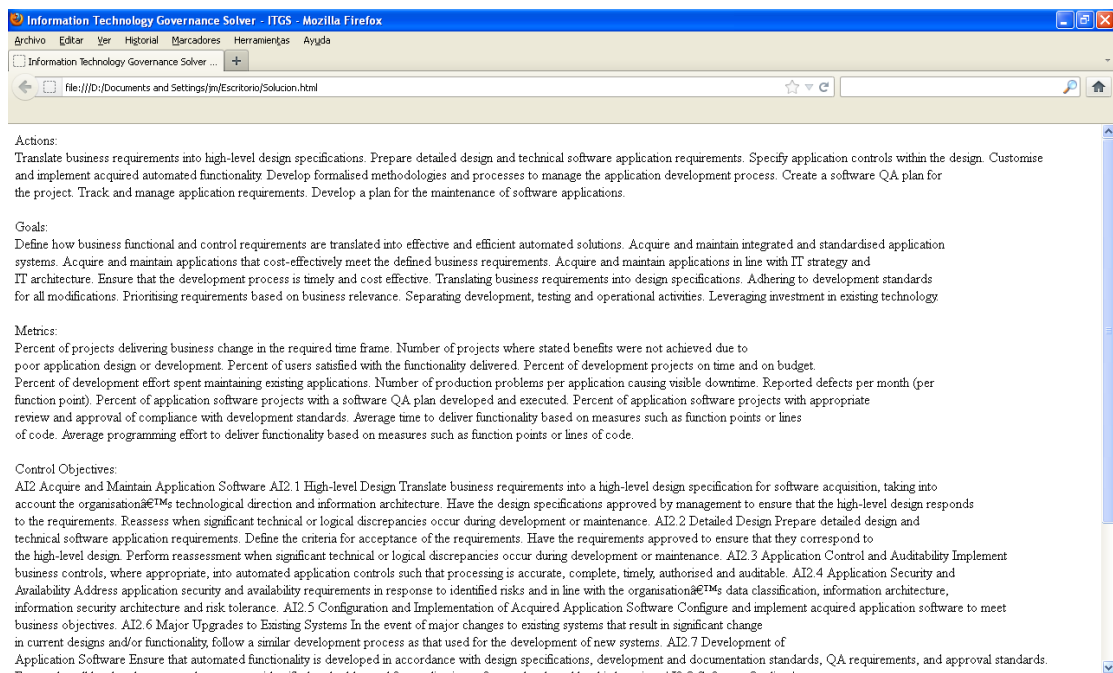 Information Technology Governance Solver - ITGS - Mozilla Firefox
Archivo Editar Ver Historial Marcadores Herramientas Ayuda
Information Technology Governance Solver ... +
file:///D:/Documents and Settings/jm/Escritorio/Solucion.html
Actions:
Translate business requirements into high-level design specifications. Prepare detailed design and technical software application requirements. Specify application controls within the design. Customise
and implement acquired automated functionality. Develop formalised methodologies and processes to manage the application development process. Create a software QA plan for
the project. Track and manage application requirements. Develop a plan for the maintenance of software applications.
Goals:
Define how business functional and control requirements are translated into effective and efficient automated solutions. Acquire and maintain integrated and standardised application
systems. Acquire and maintain applications that cost-effectively meet the defined business requirements. Acquire and maintain applications in line with IT strategy and
IT architecture. Ensure that the development process is timely and cost effective. Translating business requirements into design specifications. Adhering to development standards
for all modifications. Prioritising requirements based on business relevance. Separating development, testing and operational activities. Leveraging investment in existing technology.
Metrics:
Percent of projects delivering business change in the required time frame. Number of projects where stated benefits were not achieved due to
poor application design or development. Percent of users satisfied with the functionality delivered. Percent of development projects on time and on budget.
Percent of development effort spent maintaining existing applications. Number of production problems per application causing visible downtime. Reported defects per month (per
function point). Percent of application software projects with a software QA plan developed and executed. Percent of application software projects with appropriate
review and approval of compliance with development standards. Average time to deliver functionality based on measures such as function points or lines
of code. Average programming effort to deliver functionality based on measures such as function points or lines of code.
Control Objectives:
AI2 Acquire and Maintain Application Software AI2.1 High-level Design Translate business requirements into a high-level design specification for software acquisition, taking into
account the organisationâ€™s technological direction and information architecture. Have the design specifications approved by management to ensure that the high-level design responds
to the requirements. Reassess when significant technical or logical discrepancies occur during development or maintenance. AI2.2 Detailed Design Prepare detailed design and
technical software application requirements. Define the criteria for acceptance of the requirements. Have the requirements approved to ensure that they correspond to
the high-level design. Perform reassessment when significant technical or logical discrepancies occur during development or maintenance. AI2.3 Application Control and Auditability Implement
business controls, where appropriate, into automated application controls such that processing is accurate, complete, timely, authorised and auditable. AI2.4 Application Security and
Availability Address application security and availability requirements in response to identified risks and in line with the organisationâ€™s data classification, information architecture,
information security architecture and risk tolerance. AI2.5 Configuration and Implementation of Acquired Application Software Configure and implement acquired application software to meet
business objectives. AI2.6 Major Upgrades to Existing Systems In the event of major changes to existing systems that result in significant change
in current designs and/or functionality, follow a similar development process as that used for the development of new systems. AI2.7 Development of
Application Software Ensure that automated functionality is developed in accordance with design specifications, development and documentation standards, QA requirements, and approval standards.